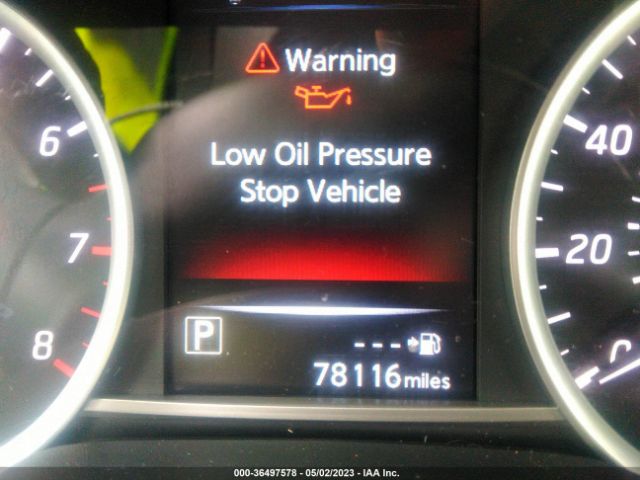 Warning
Low Oil Pressure
Stop Vehicle
6
7
8
40
20
0
P
---
78116 miles
000-36497578 - 05/02/2023 - IAA Inc.